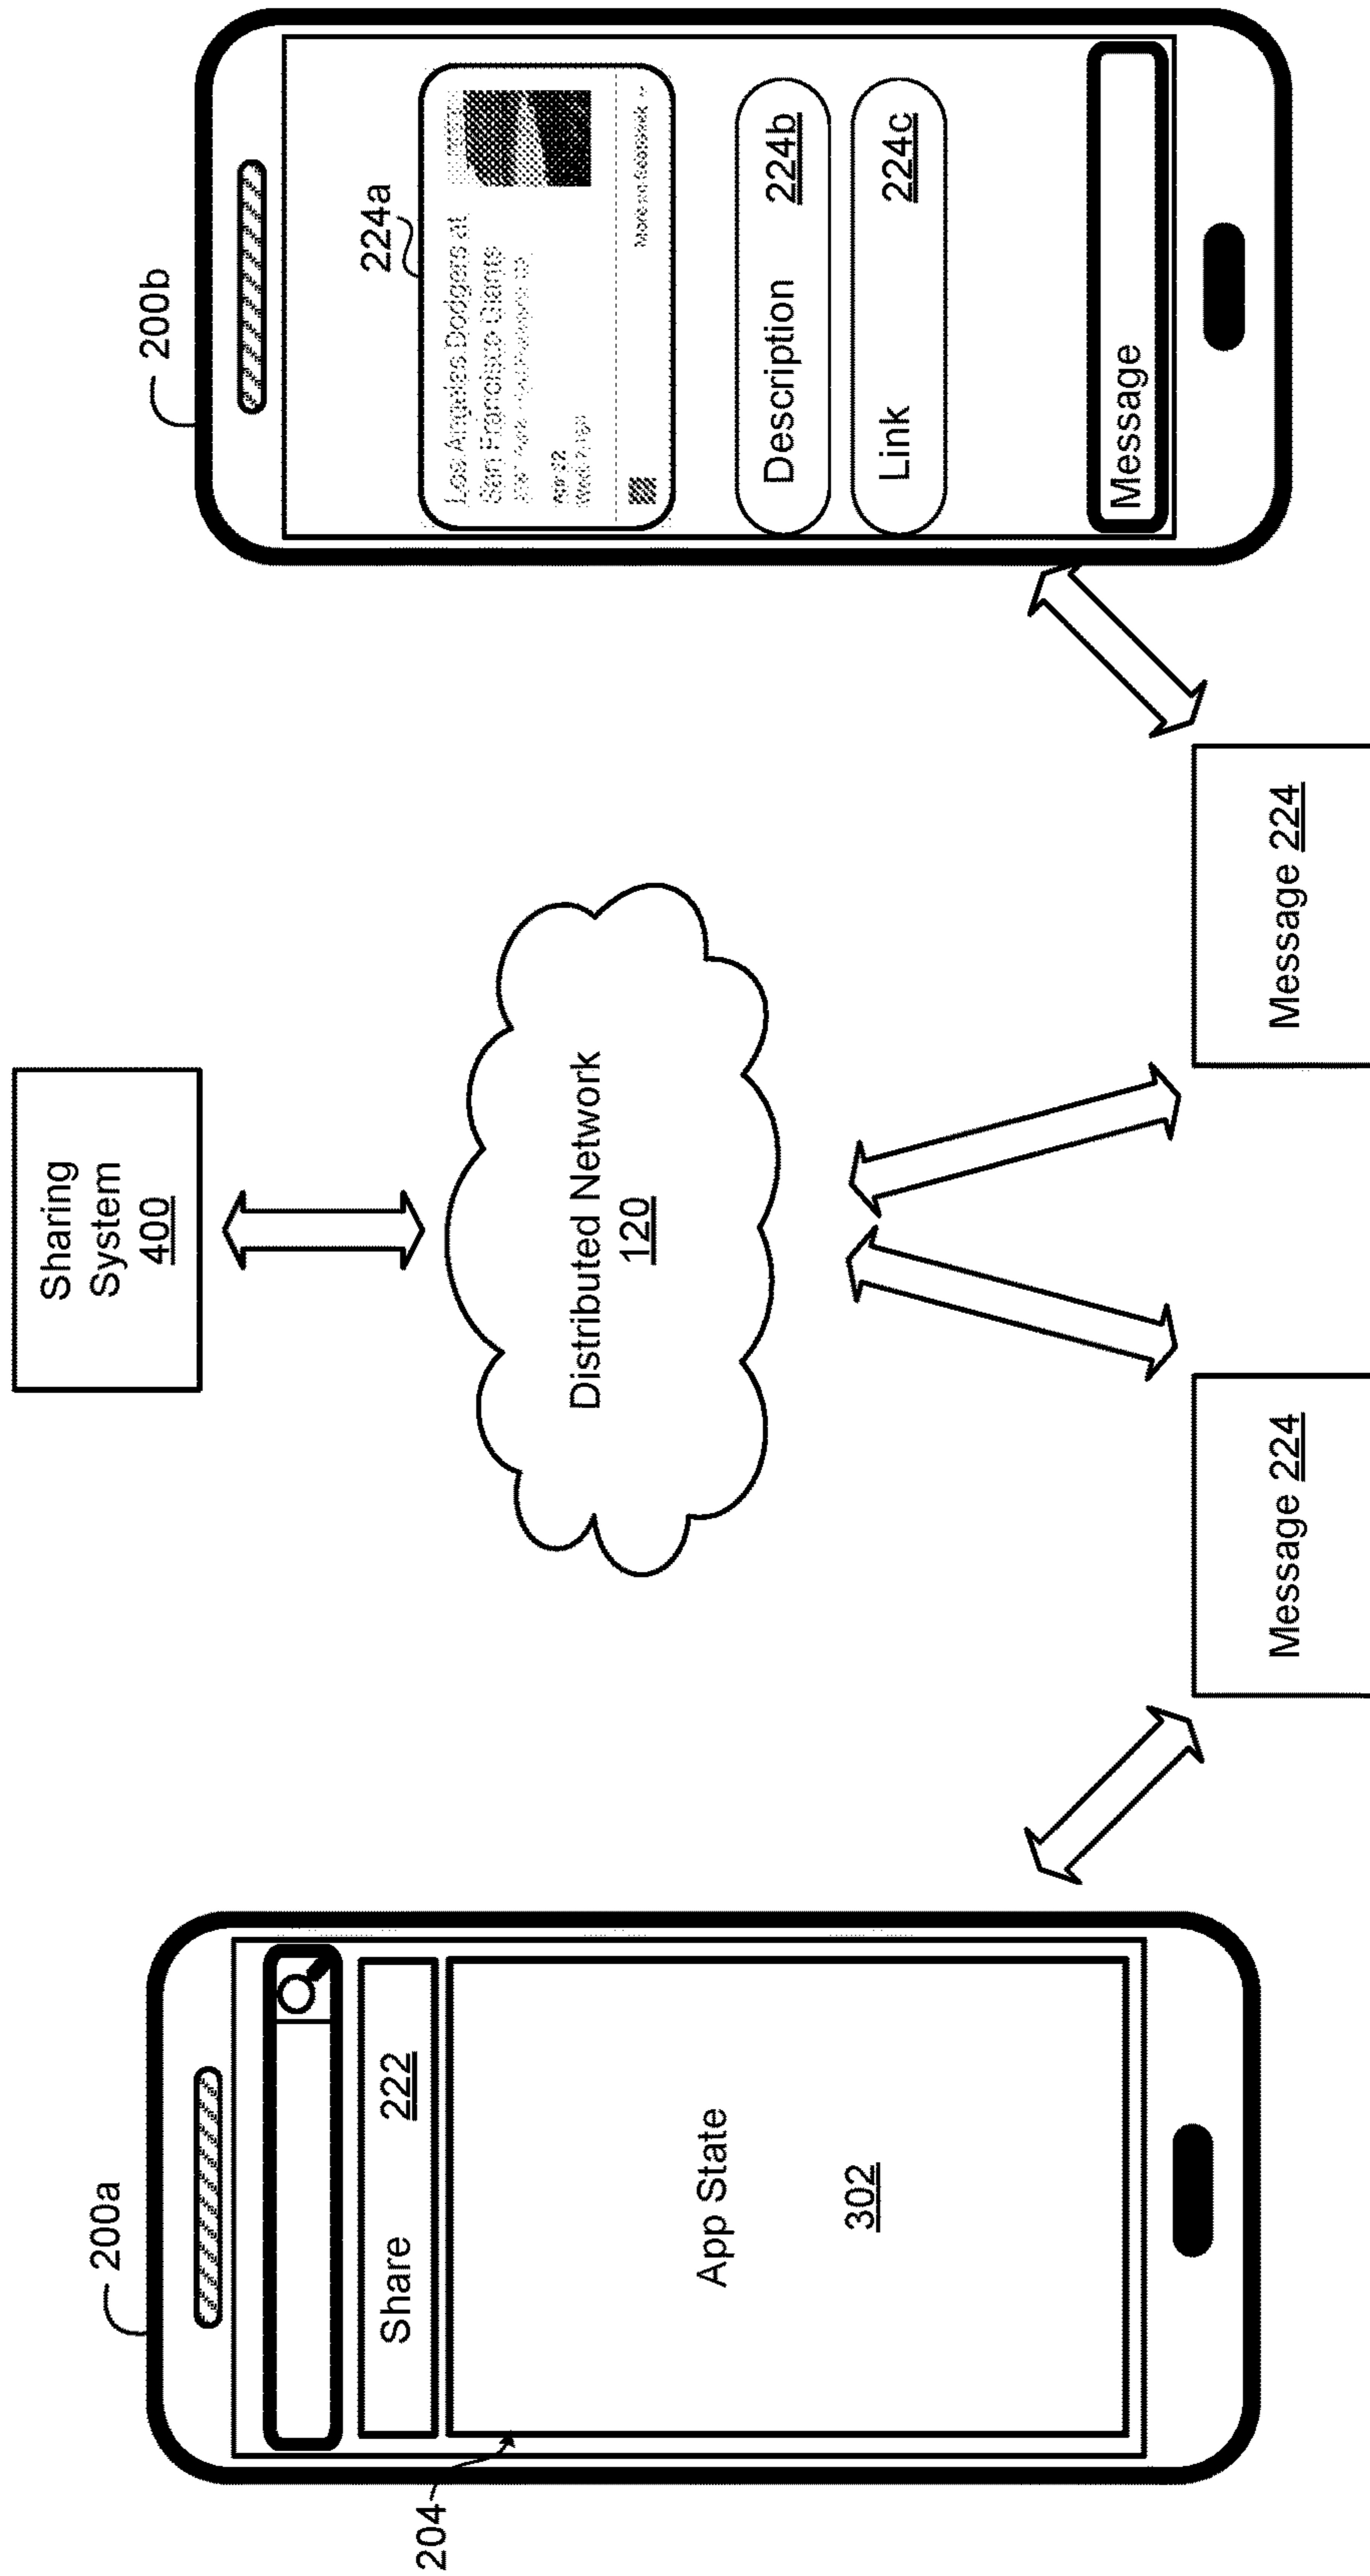 200a
204
Share 222
App State
302
Sharing
System
400
Distributed Network
120
Message 224
Message 224
200b
224a
Los Angeles Dodgers at
San Francisco Giants
Description 224b
Link 224c
Message